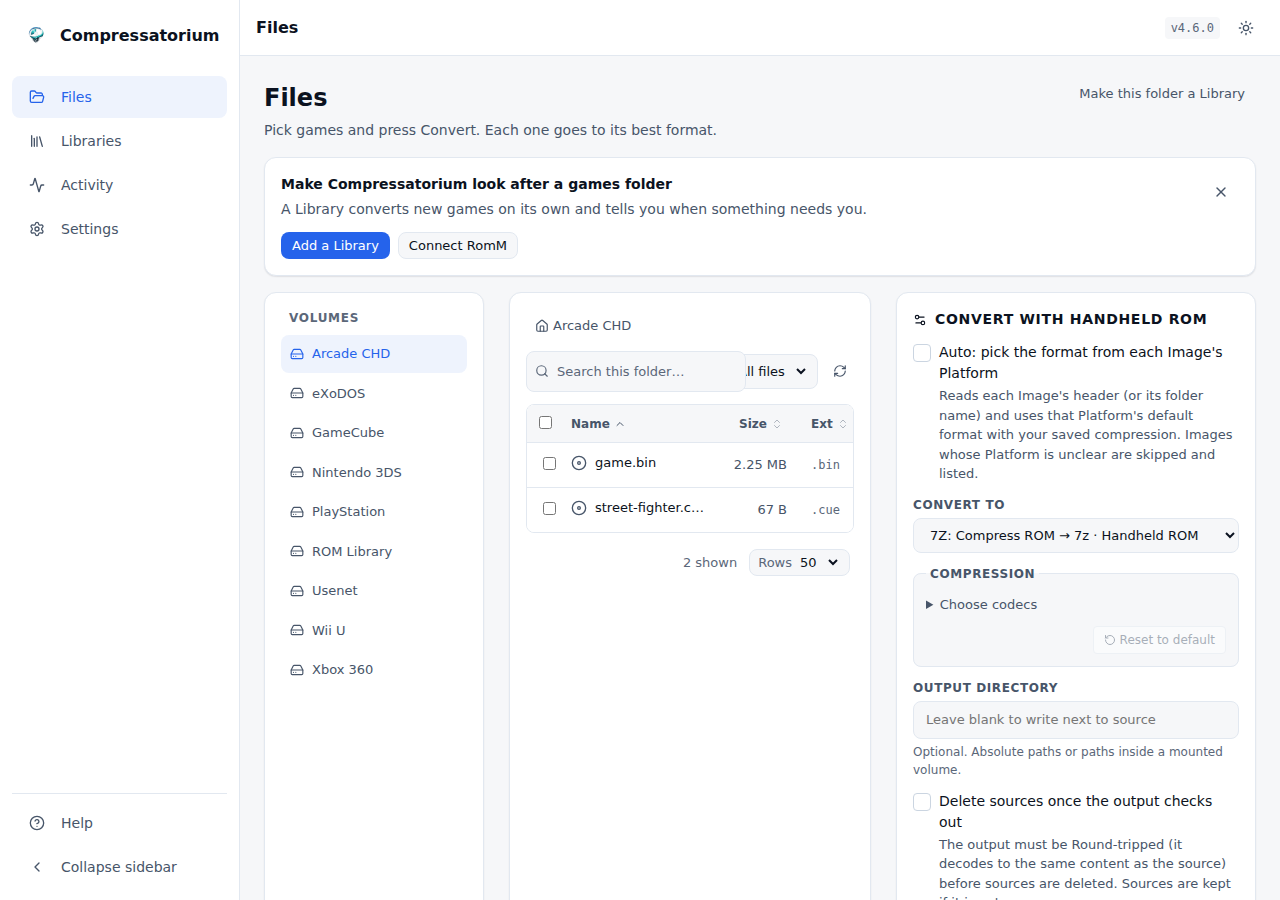 Compressatorium
Files
v4.6.0
Files
Libraries
Activity
Settings
Help
Collapse sidebar
Files
Make this folder a Library
Pick games and press Convert. Each one goes to its best format.
Make Compressatorium look after a games folder
A Library converts new games on its own and tells you when something needs you.
Add a Library
Connect RomM
VOLUMES
Arcade CHD
eXoDOS
GameCube
Nintendo 3DS
PlayStation
ROM Library
Usenet
Wii U
Xbox 360
Arcade CHD
Search this folder…
ll files
Name
Size
Ext
game.bin
2.25 MB
.bin
street-fighter.c…
67 B
.cue
2 shown
Rows 50
CONVERT WITH HANDHELD ROM
Auto: pick the format from each Image's
Platform
Reads each Image's header (or its folder
name) and uses that Platform's default
format with your saved compression. Images
whose Platform is unclear are skipped and
listed.
CONVERT TO
7Z: Compress ROM → 7z · Handheld ROM
COMPRESSION
Choose codecs
Reset to default
OUTPUT DIRECTORY
Leave blank to write next to source
Optional. Absolute paths or paths inside a mounted
volume.
Delete sources once the output checks
out
The output must be Round-tripped (it
decodes to the same content as the source)
before sources are deleted. Sources are kept